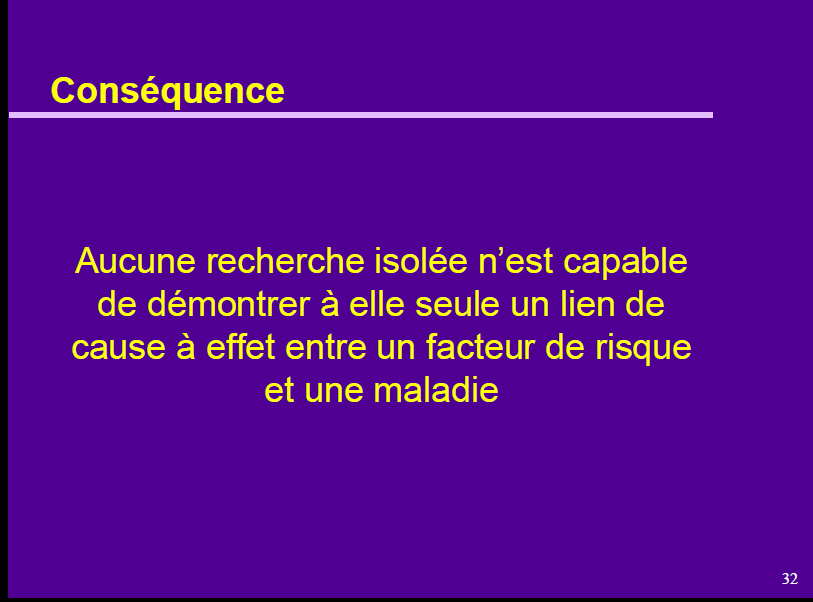 Conséquence
Aucune recherche isolée n’est capable
de démontrer à elle seule un lien de
cause à effet entre un facteur de risque
et une maladie
32